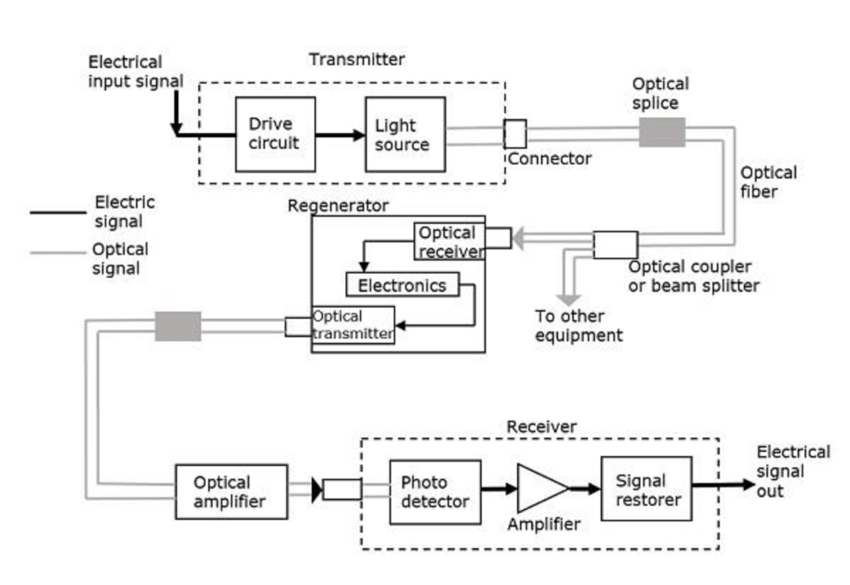 Transmitter
Electrical
input signal
Drive
circuit
Light
source
Connector
Optical
splice
Optical
fiber
Electric
signal
Optical
signal
Regenerator
Optical
receiver
Electronics
Optical
transmitter
Optical coupler
or beam splitter
To other
equipment
Receiver
Optical
amplifier
Photo
detector
Amplifier
Signal
restorer
Electrical
signal
out